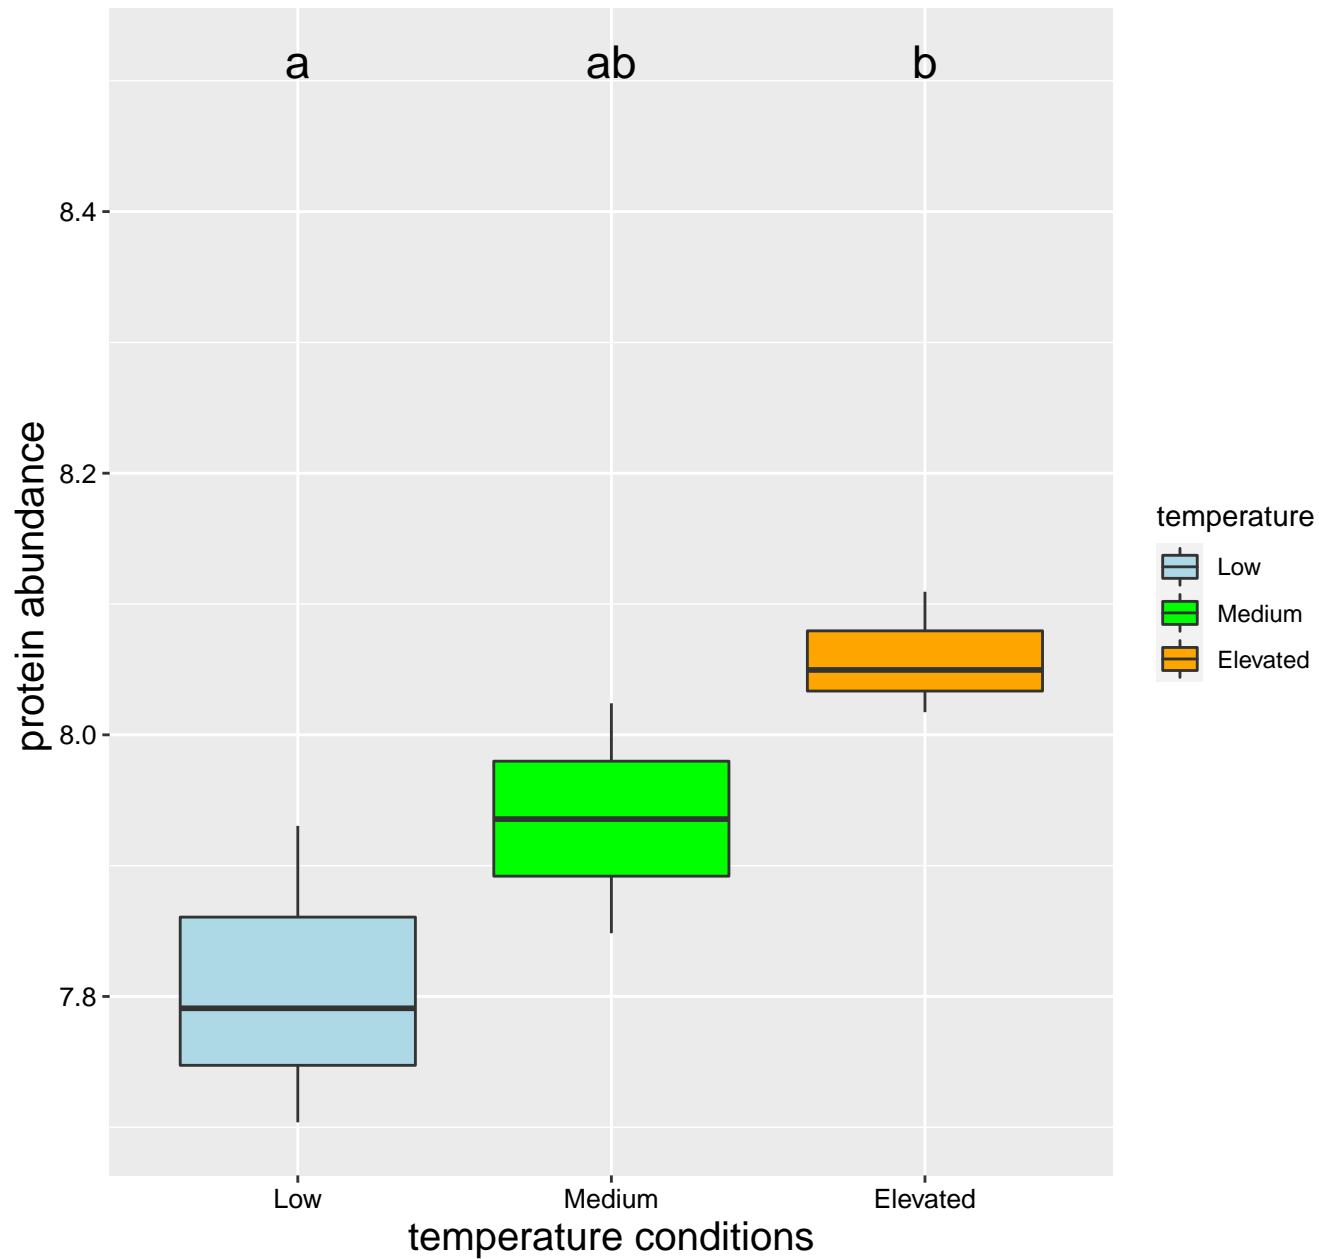 a ab b
8.4
8.2
8.0
7.8
protein abundance
Low Medium Elevated
temperature conditions
temperature
Low
Medium
Elevated